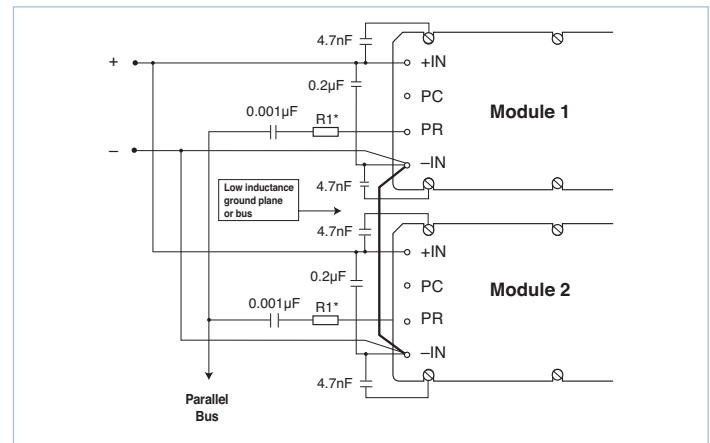 4.7nF
+
+IN
0.2µF
PC
Module 1
0.001µF
R1*
PR
–
–IN
4.7nF
Low inductance
ground plane
or bus
4.7nF
+IN
0.2µF
PC
Module 2
0.001µF
R1*
PR
–IN
4.7nF
Parallel
Bus